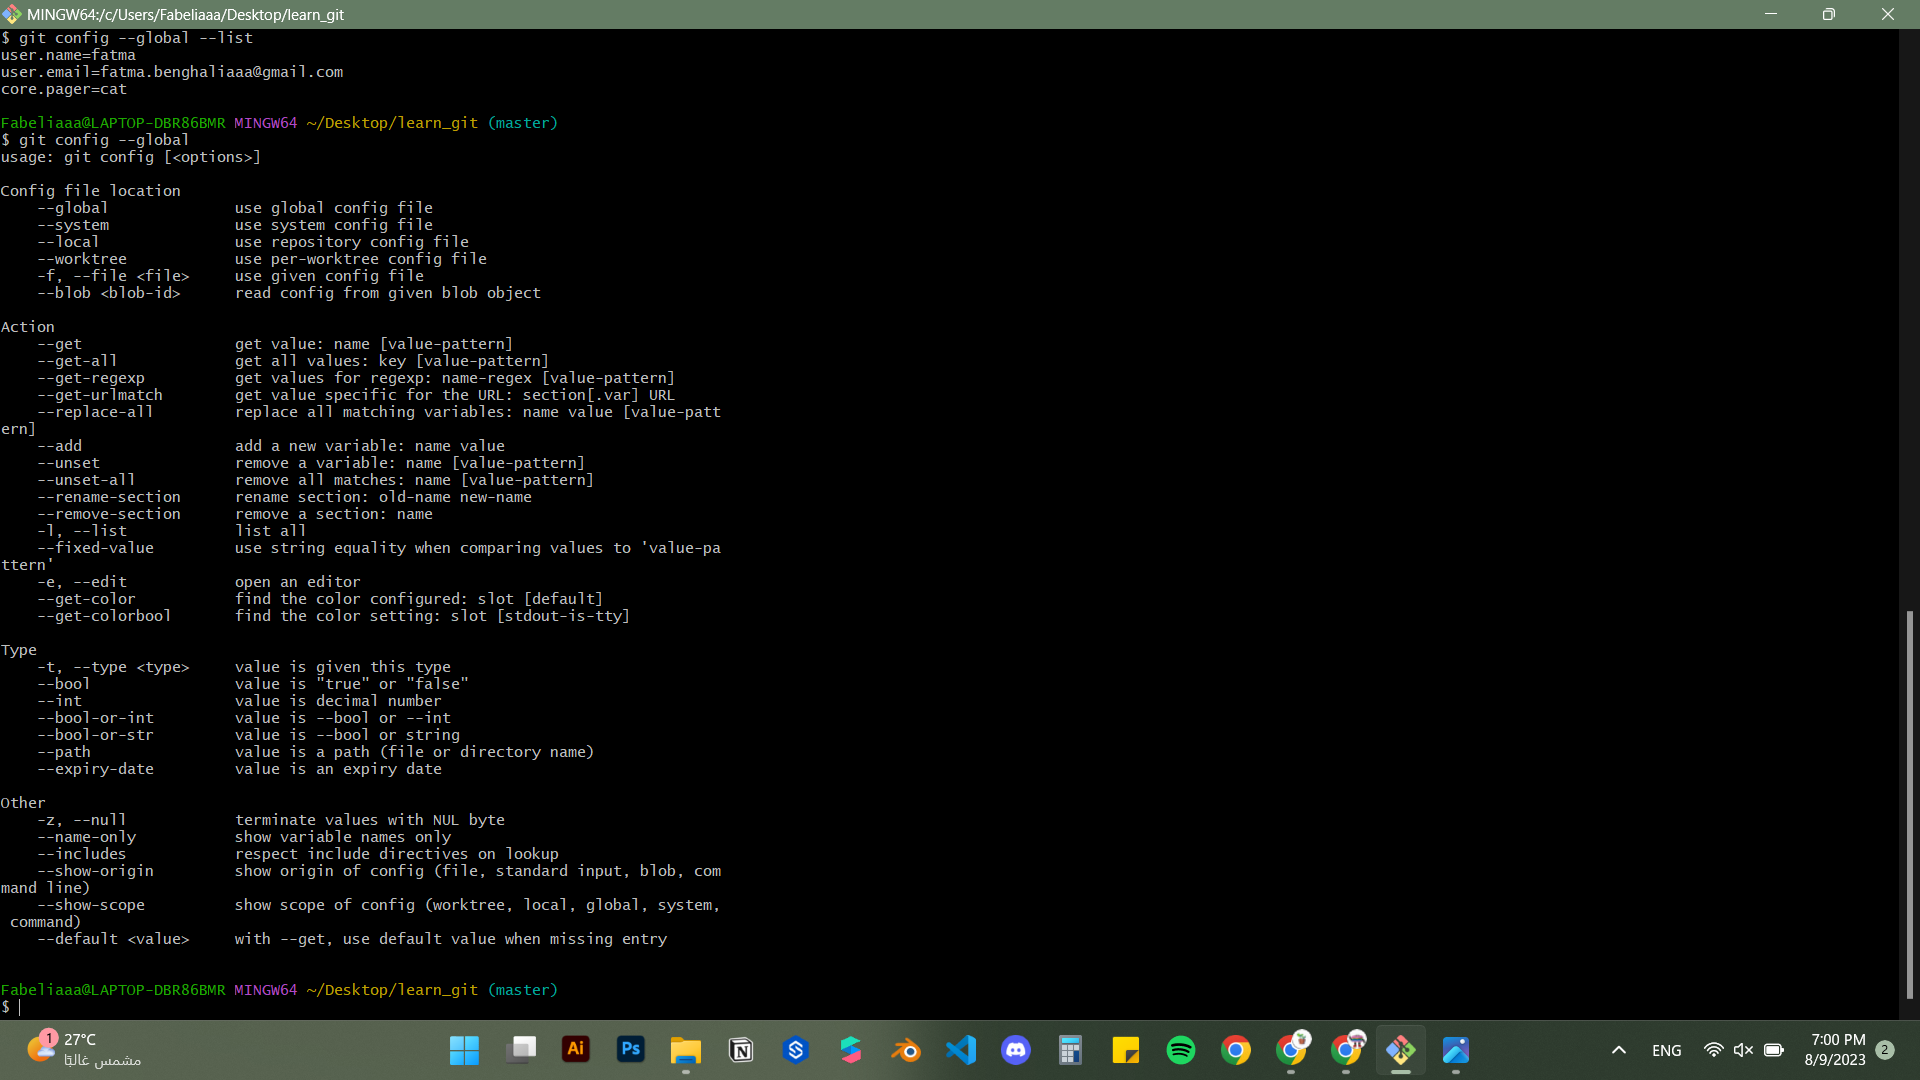 MINGW64:/c/Users/Fabeliaaa/Desktop/learn_git
$ git config --global --list
user.name=fatma
user.email=fatma.benghaliaaa@gmail.com
core.pager=cat
Fabeliaaa@LAPTOP-DBR86BMR MINGW64 ~/Desktop/learn_git (master)
$ git config --global
usage: git config [<options>]
Config file location
--global use global config file
--system use system config file
--local use repository config file
--worktree use per-worktree config file
-f, --file <file> use given config file
--blob <blob-id> read config from given blob object
Action
--get get value: name [value-pattern]
--get-all get all values: key [value-pattern]
--get-regexp get values for regexp: name-regex [value-pattern]
--get-urlmatch get value specific for the URL: section[.var] URL
--replace-all replace all matching variables: name value [value-patt
ern]
--add add a new variable: name value
--unset remove a variable: name [value-pattern]
--unset-all remove all matches: name [value-pattern]
--rename-section rename section: old-name new-name
--remove-section remove a section: name
-l, --list list all
--fixed-value use string equality when comparing values to 'value-pa
ttern'
-e, --edit open an editor
--get-color find the color configured: slot [default]
--get-colorbool find the color setting: slot [stdout-is-tty]
Type
-t, --type <type> value is given this type
--bool value is "true" or "false"
--int value is decimal number
--bool-or-int value is --bool or --int
--bool-or-str value is --bool or string
--path value is a path (file or directory name)
--expiry-date value is an expiry date
Other
-z, --null terminate values with NUL byte
--name-only show variable names only
--includes respect include directives on lookup
--show-origin show origin of config (file, standard input, blob, com
mand line)
--show-scope show scope of config (worktree, local, global, system,
command)
--default <value> with --get, use default value when missing entry
Fabeliaaa@LAPTOP-DBR86BMR MINGW64 ~/Desktop/learn_git (master)
$
1 27°C
مشمس غالبًا
Ai Ps
ENG
7:00 PM
8/9/2023
2